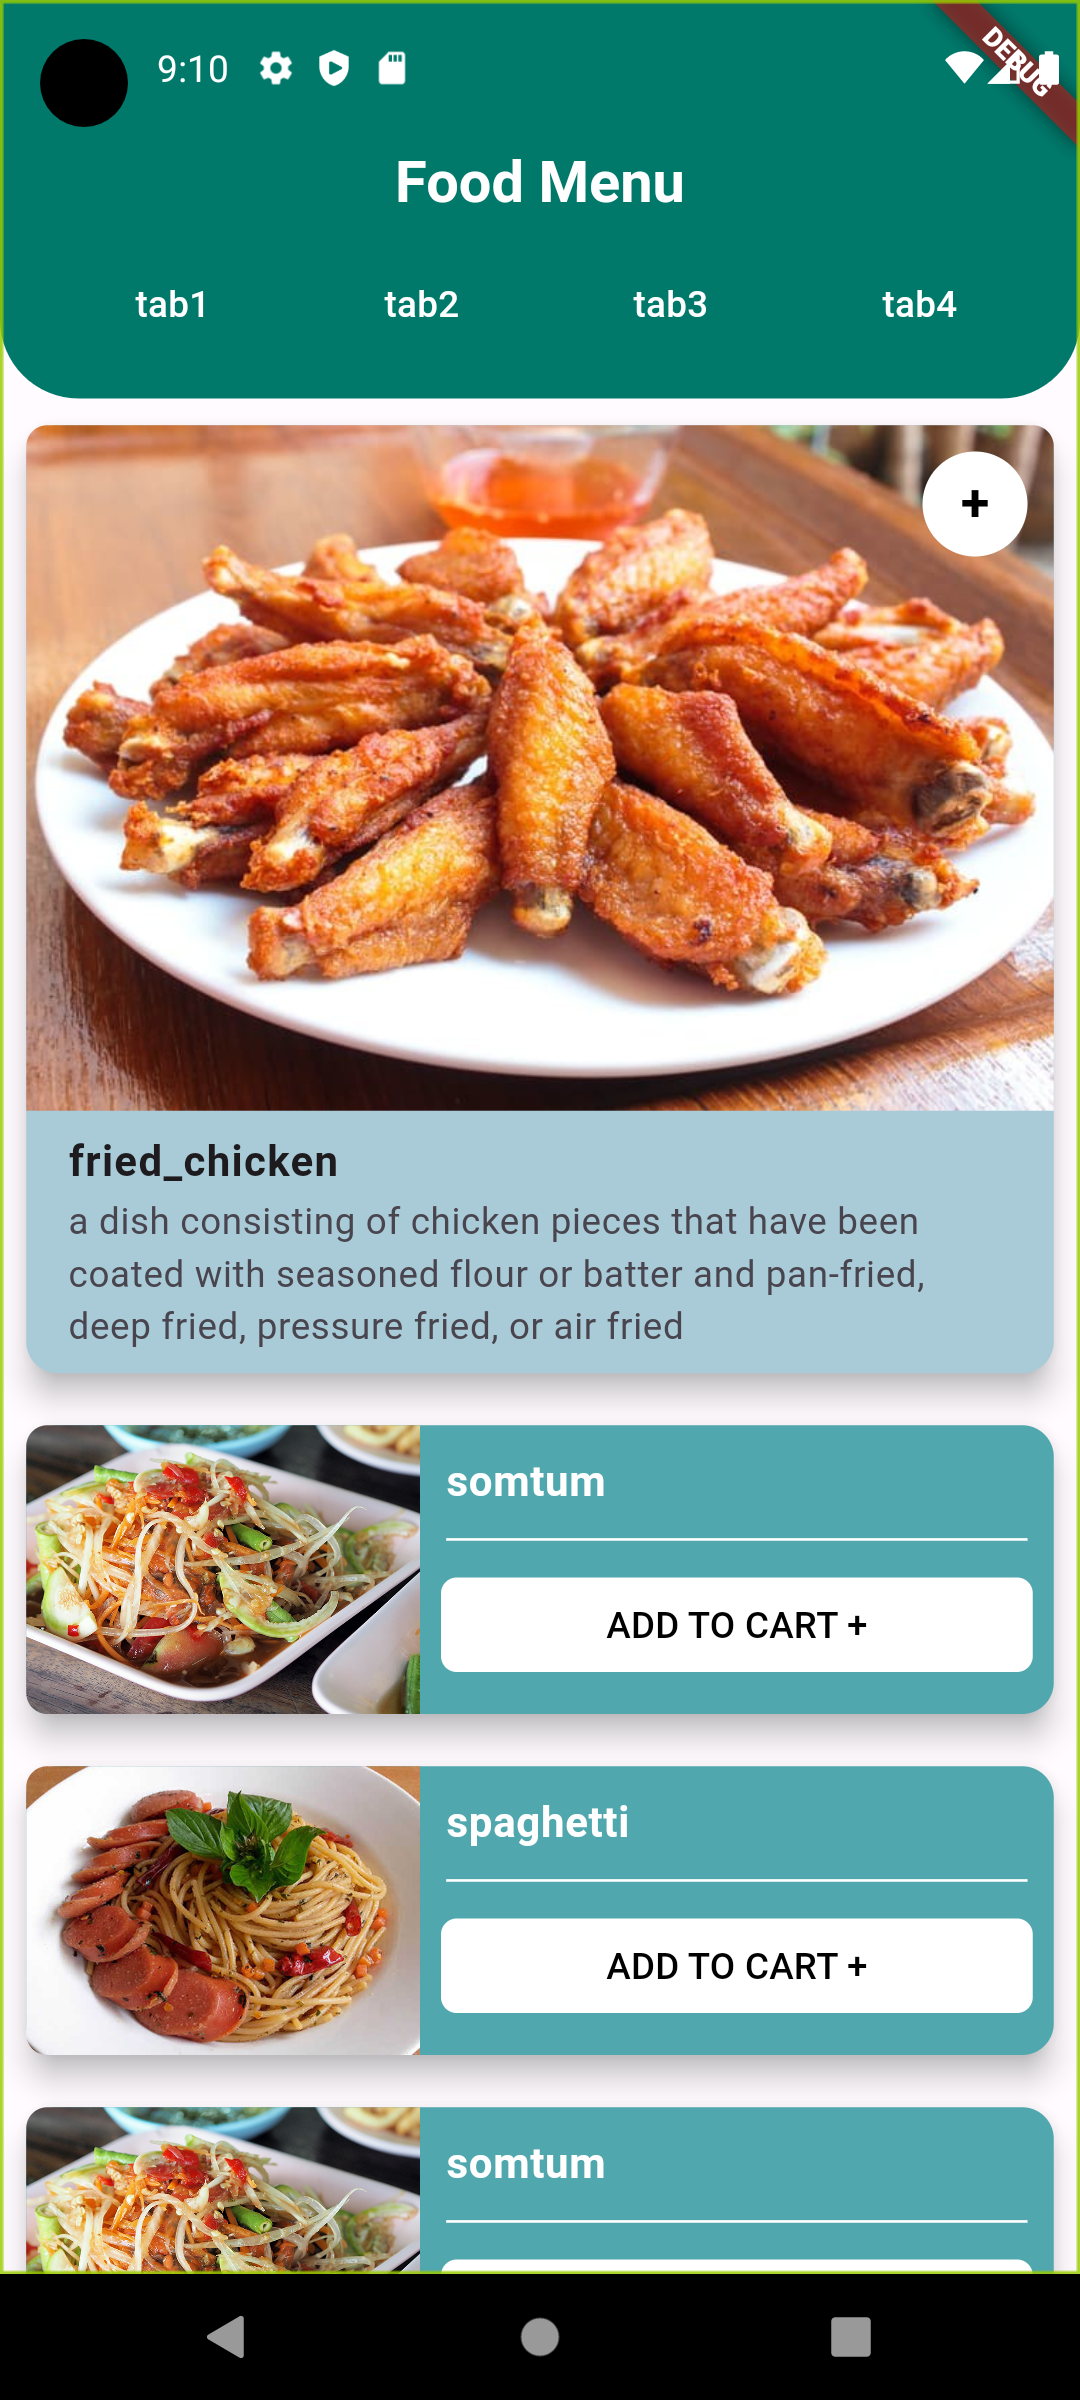 9:10
DEBUG
Food Menu
tab1 tab2 tab3 tab4
+
fried_chicken
a dish consisting of chicken pieces that have been
coated with seasoned flour or batter and pan-fried,
deep fried, pressure fried, or air fried
somtum
ADD TO CART +
spaghetti
ADD TO CART +
somtum